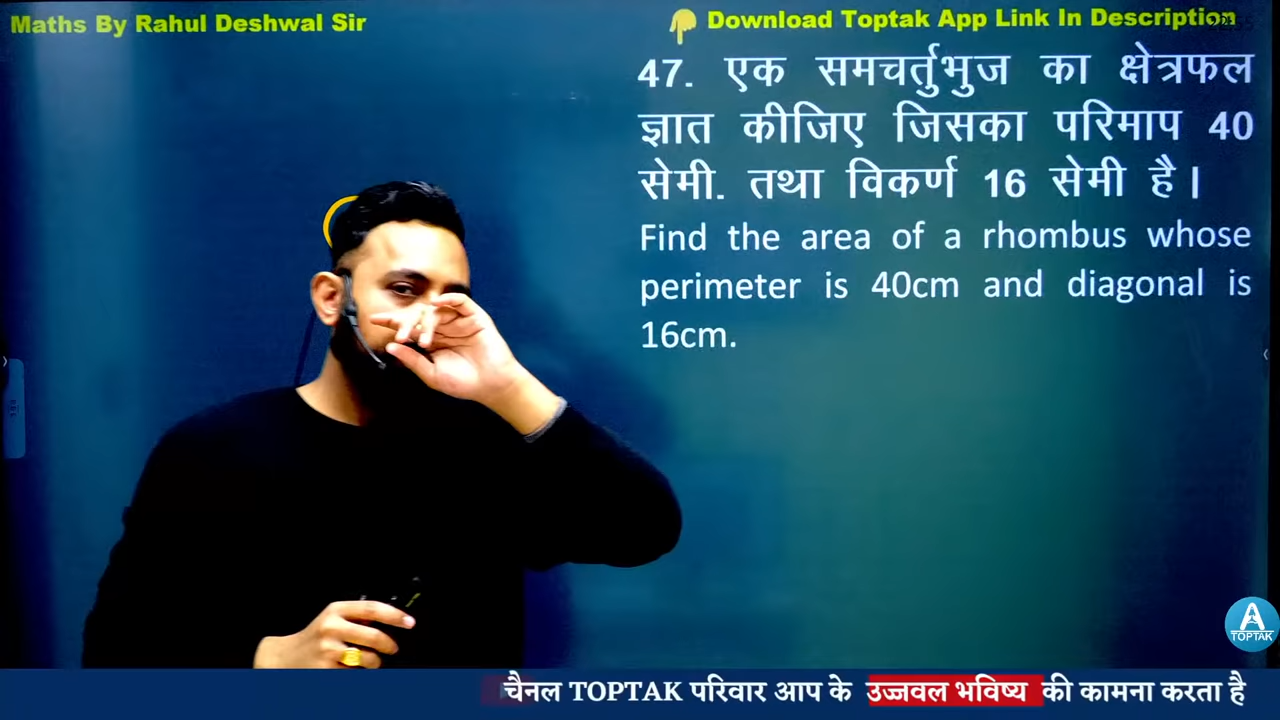 Maths By Rahul Deshwal Sir
Download Toptak App Link In Description
47. एक समचर्तुभुज का क्षेत्रफल
ज्ञात कीजिए जिसका परिमाप 40
सेमी. तथा विकर्ण 16 सेमी है।
Find the area of a rhombus whose
perimeter is 40cm and diagonal is
16cm.
TOPTAK
चैनल TOPTAK परिवार आप के उज्जवल भविष्य की कामना करता है